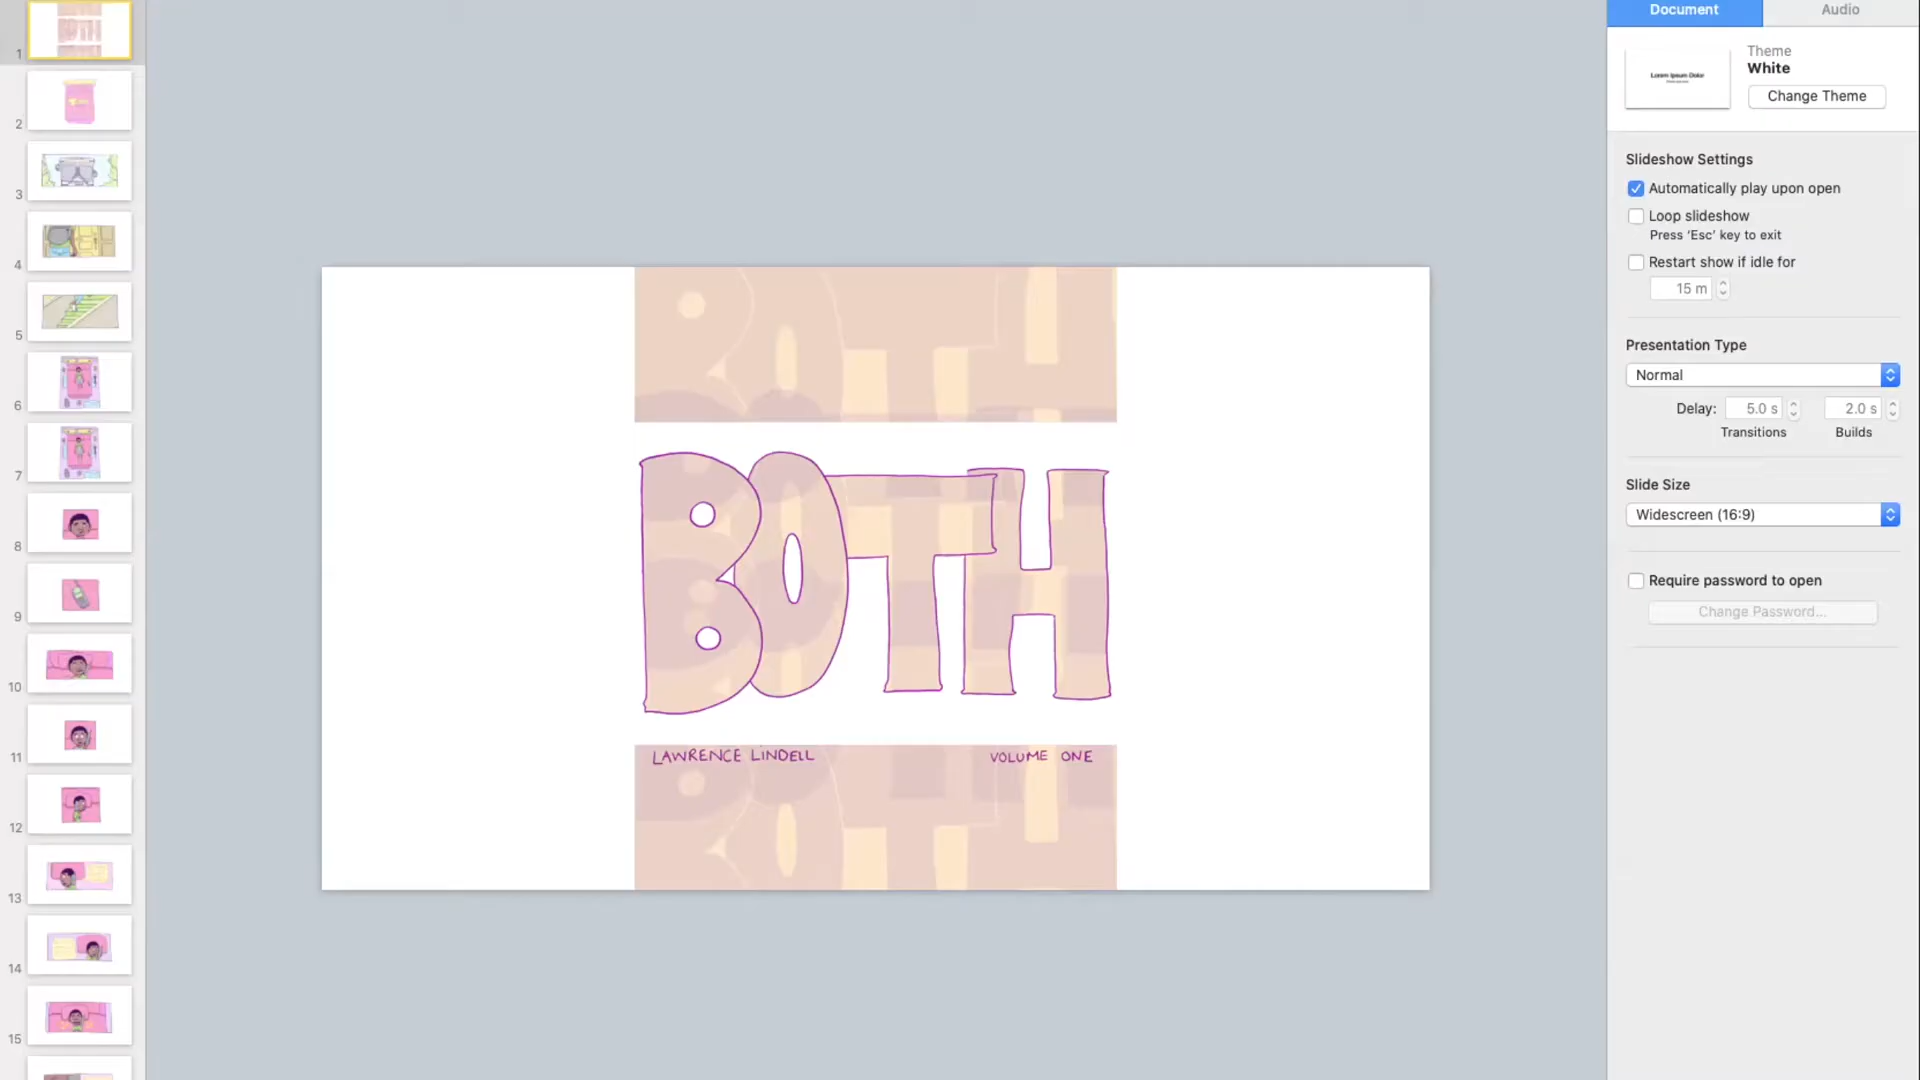 1
2
3
4
5
6
7
8
9
10
11
12
13
14
15
BOTH
LAWRENCE LINDELL
VOLUME ONE
Document
Audio
Lorem Ipsum Dolor
Theme
White
Change Theme
Slideshow Settings
Automatically play upon open
Loop slideshow
Press ‘Esc’ key to exit
Restart show if idle for
15 m
Presentation Type
Normal
Delay: 5.0 s 2.0 s
Transitions Builds
Slide Size
Widescreen (16:9)
Require password to open
Change Password...